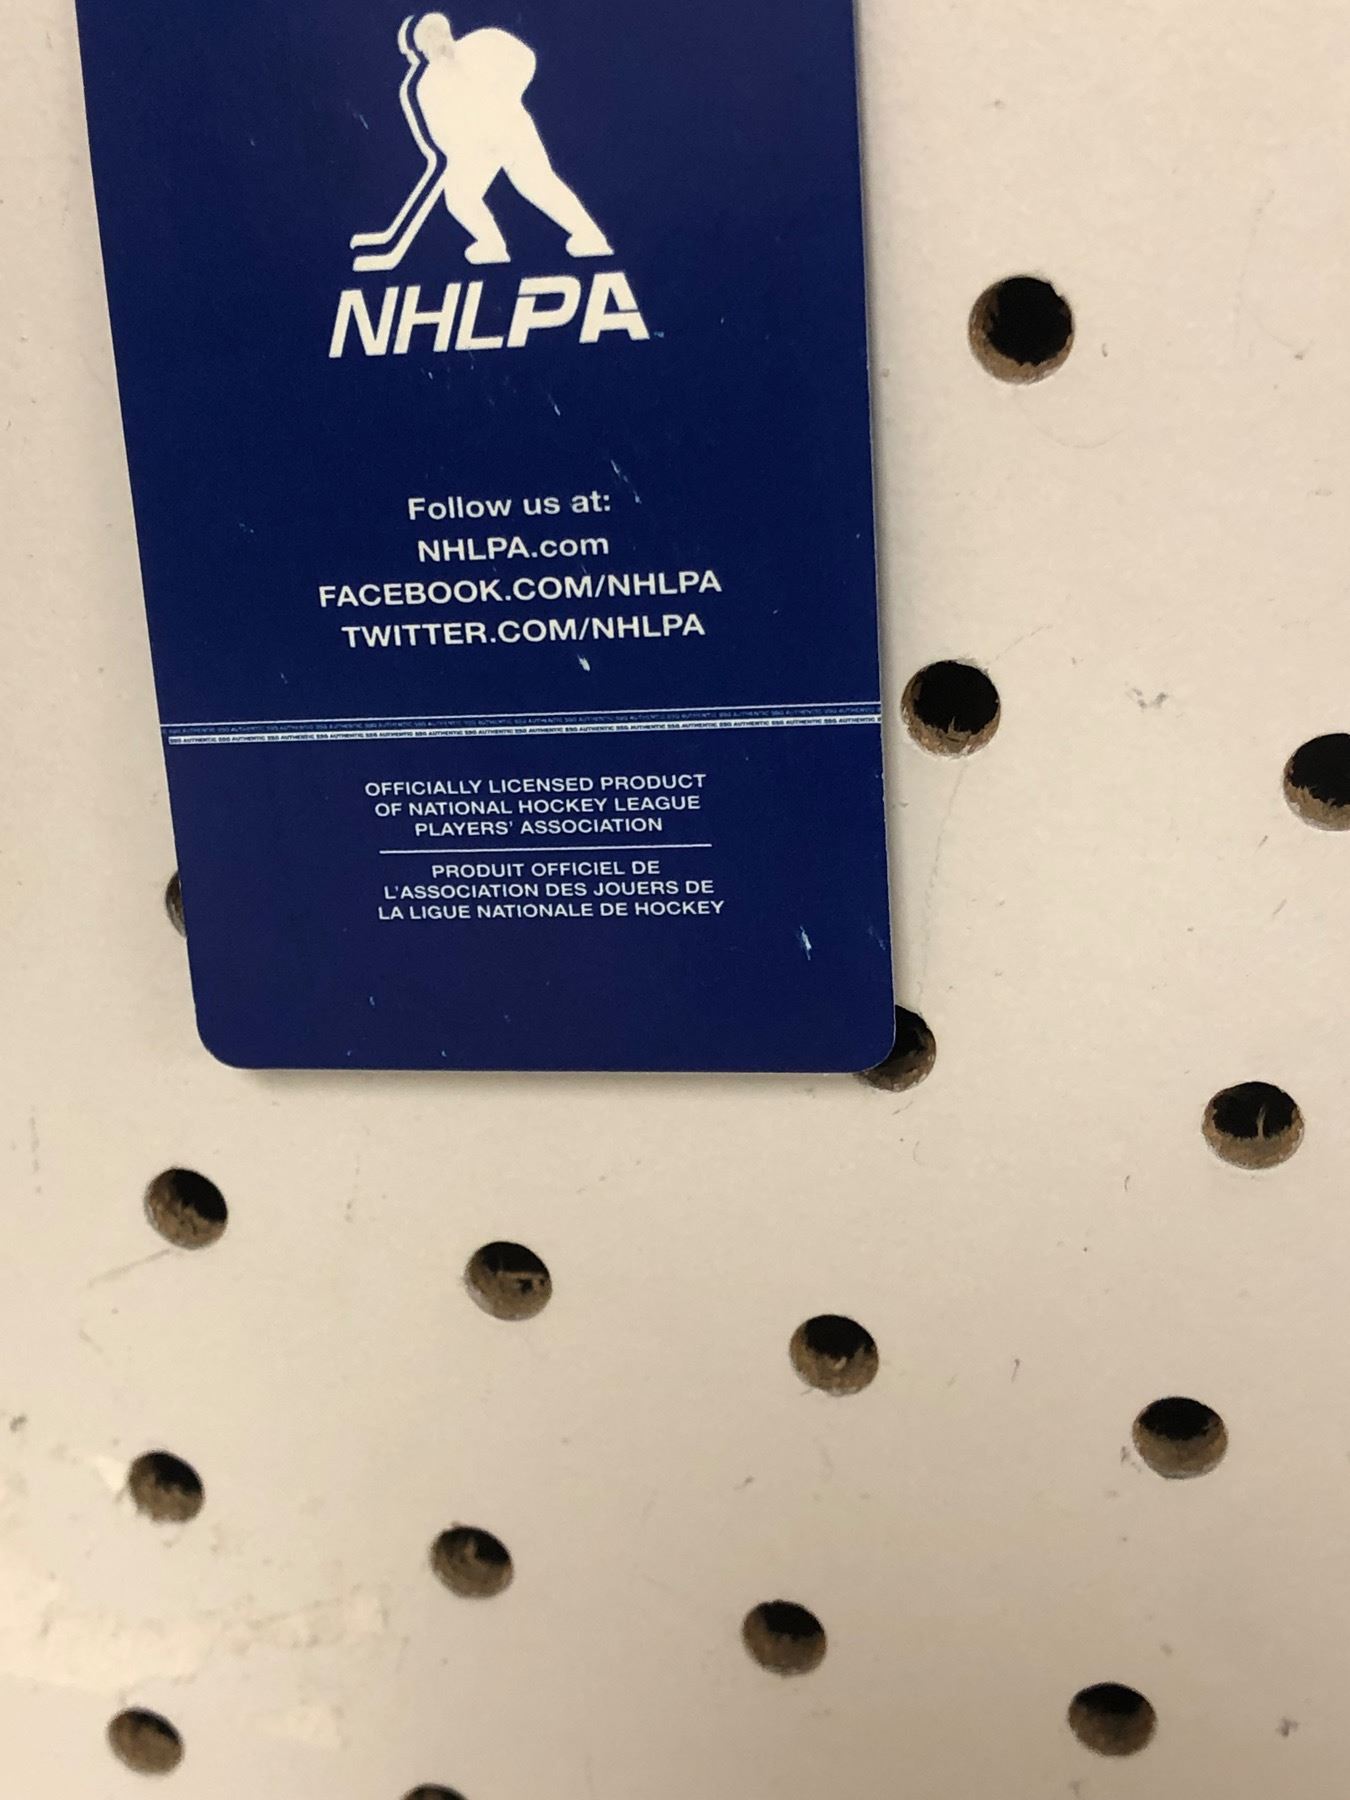 NHLPA
Follow us at:
NHLPA.com
FACEBOOK.COM/NHLPA
TWITTER.COM/NHLPA
OFFICIALLY LICENSED PRODUCT
OF NATIONAL HOCKEY LEAGUE
PLAYERS' ASSOCIATION
PRODUIT OFFICIEL DE
L'ASSOCIATION DES JOUERS DE
LA LIGUE NATIONALE DE HOCKEY